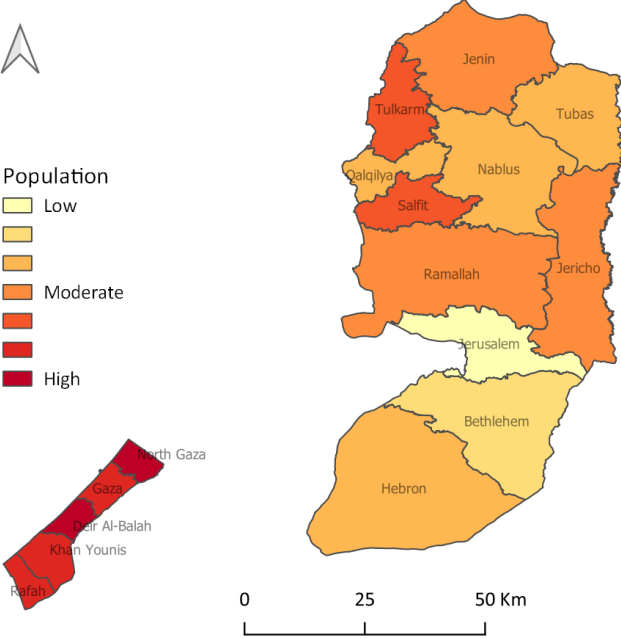 Jenin
Tulkarm
Tubas
Qalqilya
Nablus
Population
Low
Salfit
Moderate
Ramallah
Jericho
Jerusalem
High
Bethlehem
North Gaza
Gaza
Hebron
Deir Al-Balah
Khan Younis
Rafah
0 25 50 Km